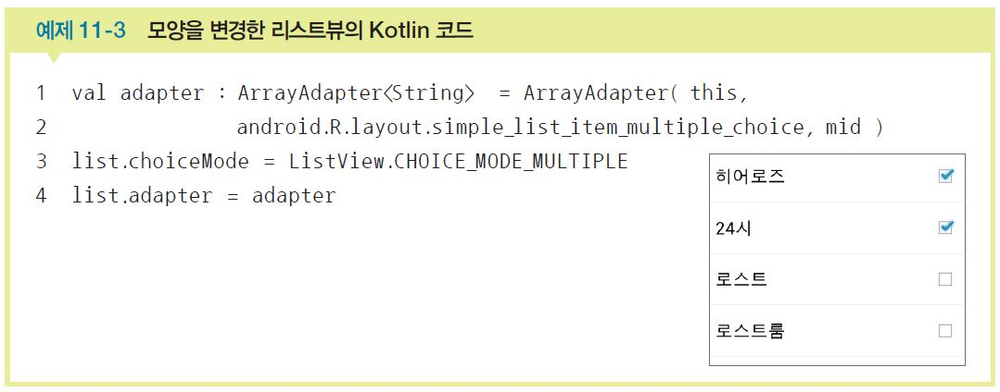 예제 11-3 모양을 변경한 리스트뷰의 Kotlin 코드
1 val adapter : ArrayAdapter<String> = ArrayAdapter( this,
2 android.R.layout.simple_list_item_multiple_choice, mid )
3 list.choiceMode = ListView.CHOICE_MODE_MULTIPLE
4 list.adapter = adapter
히어로즈
24시
로스트
로스트룸